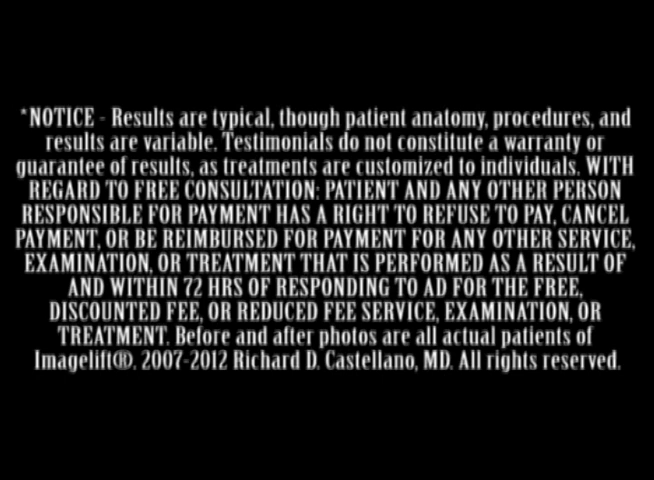 *NOTICE - Results are typical, though patient anatomy, procedures, and
results are variable. Testimonials do not constitute a warranty or
guarantee of results, as treatments are customized to individuals. WITH
REGARD TO FREE CONSULTATION: PATIENT AND ANY OTHER PERSON
RESPONSIBLE FOR PAYMENT HAS A RIGHT TO REFUSE TO PAY, CANCEL
PAYMENT, OR BE REIMBURSED FOR PAYMENT FOR ANY OTHER SERVICE,
EXAMINATION, OR TREATMENT THAT IS PERFORMED AS A RESULT OF
AND WITHIN 72 HRS OF RESPONDING TO AD FOR THE FREE,
DISCOUNTED FEE, OR REDUCED FEE SERVICE, EXAMINATION, OR
TREATMENT. Before and after photos are all actual patients of
Imagelift®. 2007-2012 Richard D. Castellano, MD. All rights reserved.